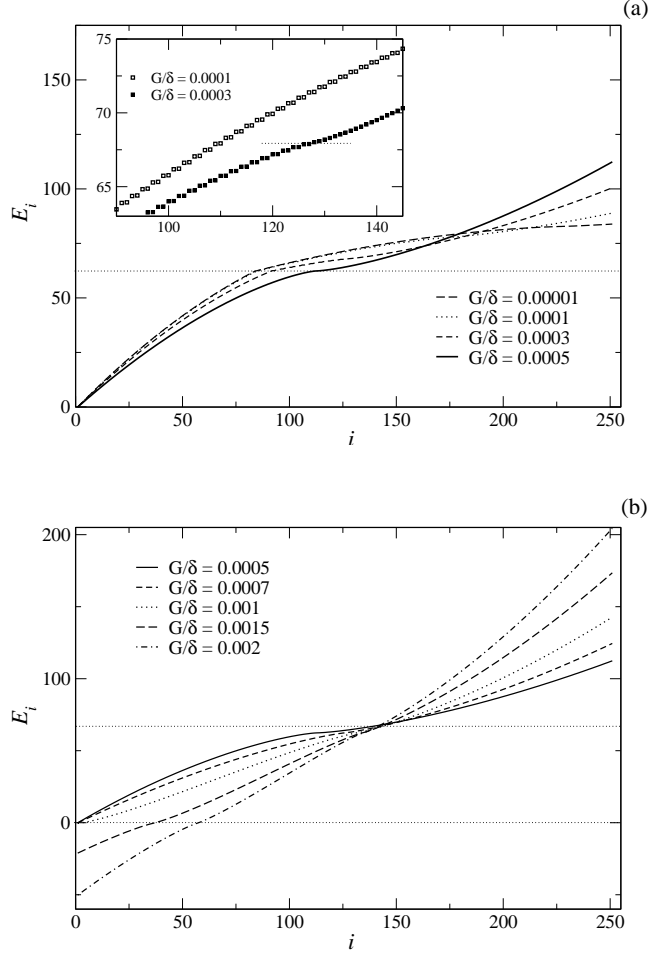 (a)
75
70
65
100
120
140
G/δ = 0.0001
G/δ = 0.0003
150
100
50
0
E_i
0
50
100
150
200
250
i
G/δ = 0.00001
G/δ = 0.0001
G/δ = 0.0003
G/δ = 0.0005
(b)
200
100
0
E_i
G/δ = 0.0005
G/δ = 0.0007
G/δ = 0.001
G/δ = 0.0015
G/δ = 0.002
0
50
100
150
200
250
i